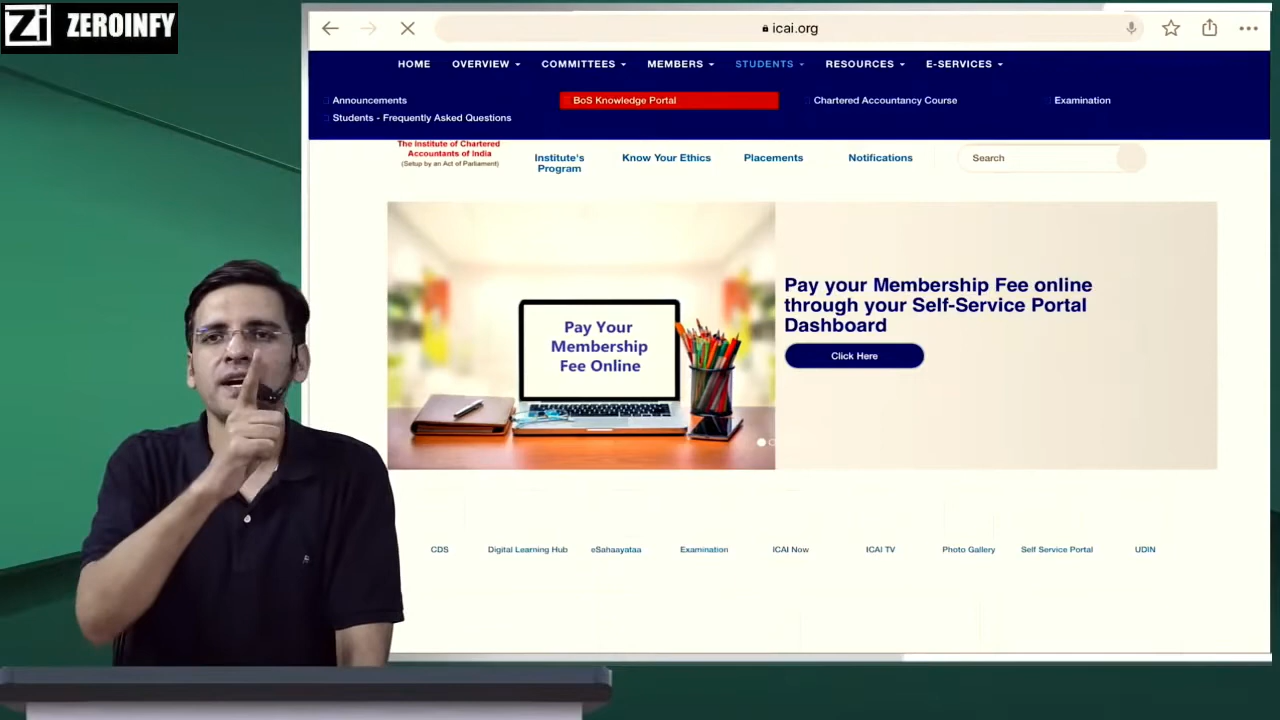 Zi ZEROINFY
icai.org
HOME OVERVIEW COMMITTEES MEMBERS STUDENTS RESOURCES E-SERVICES
Announcements BoS Knowledge Portal Chartered Accountancy Course Examination
Students - Frequently Asked Questions
The Institute of Chartered
Accountants of India
(Setup by an Act of Parliament)
Institute's
Program
Know Your Ethics
Placements
Notifications
Search
Pay Your
Membership
Fee Online
Pay your Membership Fee online
through your Self-Service Portal
Dashboard
Click Here
CDS Digital Learning Hub eSahaayataa Examination ICAI Now ICAI TV Photo Gallery Self Service Portal UDIN